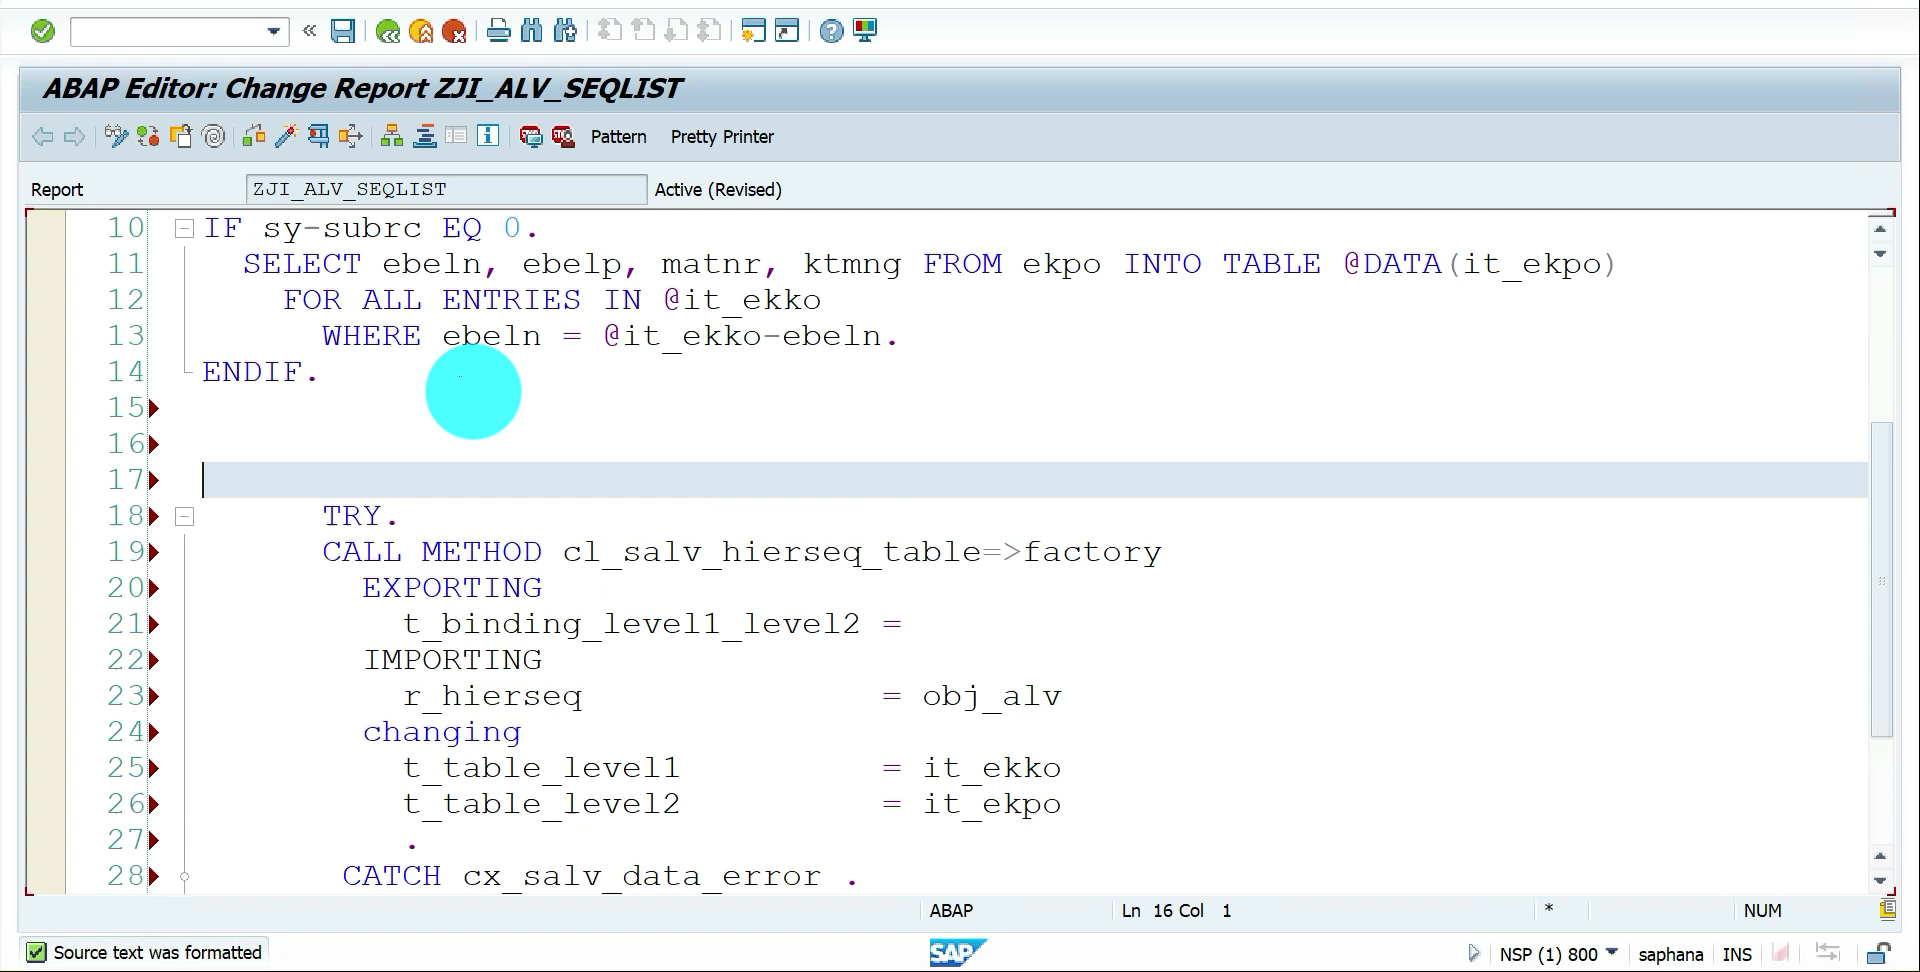 «
ABAP Editor: Change Report ZJI_ALV_SEQLIST
Pattern Pretty Printer
Report ZJI_ALV_SEQLIST Active (Revised)
10 IF sy-subrc EQ 0.
11 SELECT ebeln, ebelp, matnr, ktmng FROM ekpo INTO TABLE @DATA(it_ekpo)
12 FOR ALL ENTRIES IN @it_ekko
13 WHERE ebeln = @it_ekko-ebeln.
14 ENDIF.
15
16
17
18 TRY.
19 CALL METHOD cl_salv_hierseq_table=>factory
20 EXPORTING
21 t_binding_level1_level2 =
22 IMPORTING
23 r_hierseq = obj_alv
24 changing
25 t_table_level1 = it_ekko
26 t_table_level2 = it_ekpo
27 .
28 CATCH cx_salv_data_error .
ABAP Ln 16 Col 1 * NUM
Source text was formatted SAP NSP (1) 800 saphana INS